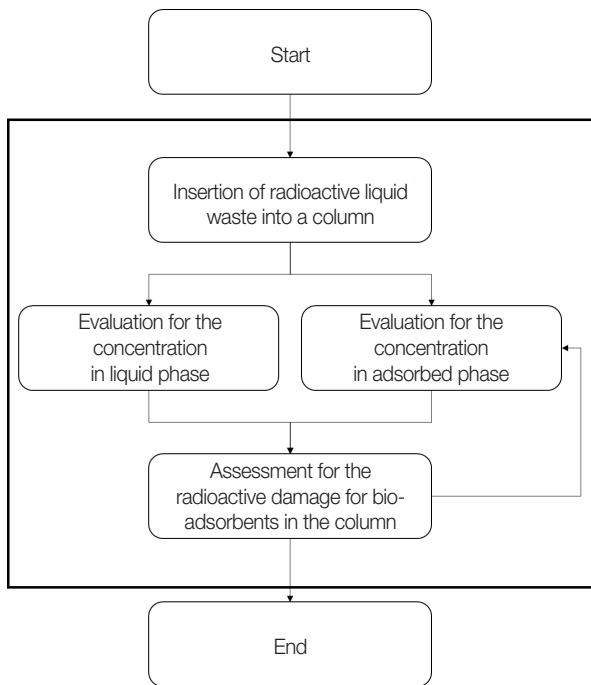 Start
Insertion of radioactive liquid
waste into a column
Evaluation for the
concentration
in liquid phase
Evaluation for the
concentration
in adsorbed phase
Assessment for the
radioactive damage for bio-
adsorbents in the column
End